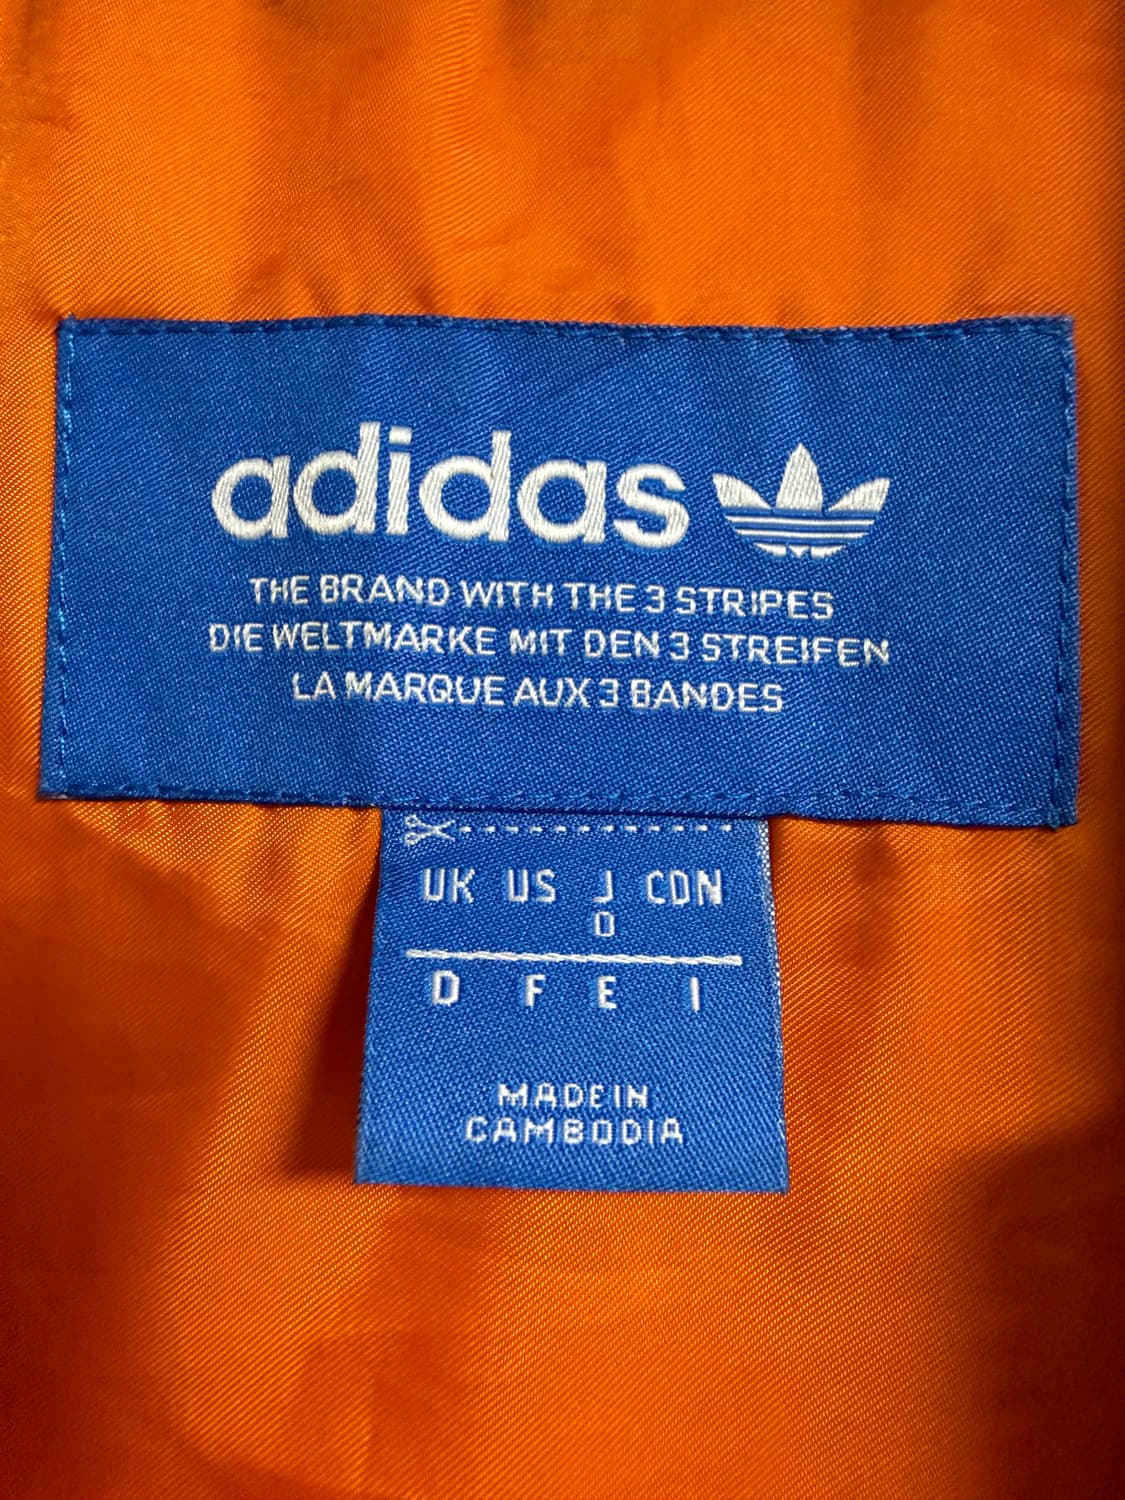 adidas
THE BRAND WITH THE 3 STRIPES
DIE WELTMARKE MIT DEN 3 STREIFEN
LA MARQUE AUX 3 BANDES
UK US J CDN
O
D F E I
MADE IN
CAMBODIA